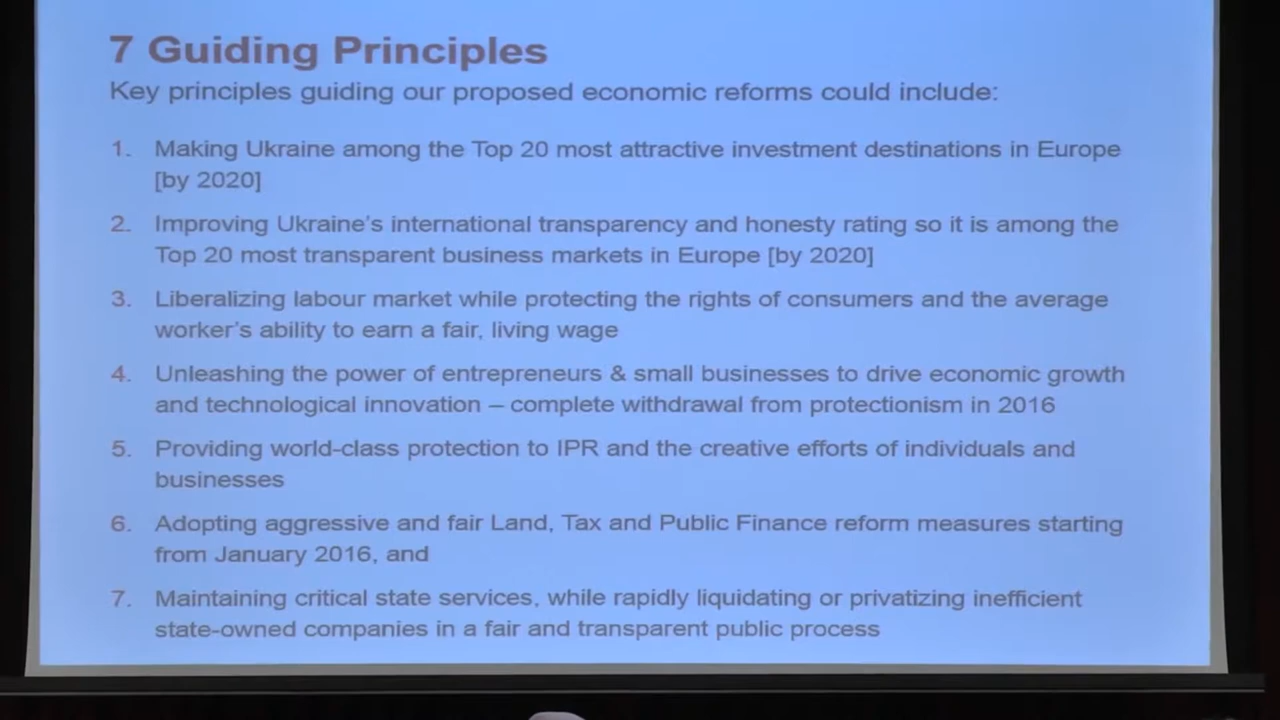 7 Guiding Principles
Key principles guiding our proposed economic reforms could include:
1. Making Ukraine among the Top 20 most attractive investment destinations in Europe
[by 2020]
2. Improving Ukraine's international transparency and honesty rating so it is among the
Top 20 most transparent business markets in Europe [by 2020]
3. Liberalizing labour market while protecting the rights of consumers and the average
worker's ability to earn a fair, living wage
4. Unleashing the power of entrepreneurs & small businesses to drive economic growth
and technological innovation – complete withdrawal from protectionism in 2016
5. Providing world-class protection to IPR and the creative efforts of individuals and
businesses
6. Adopting aggressive and fair Land, Tax and Public Finance reform measures starting
from January 2016, and
7. Maintaining critical state services, while rapidly liquidating or privatizing inefficient
state-owned companies in a fair and transparent public process